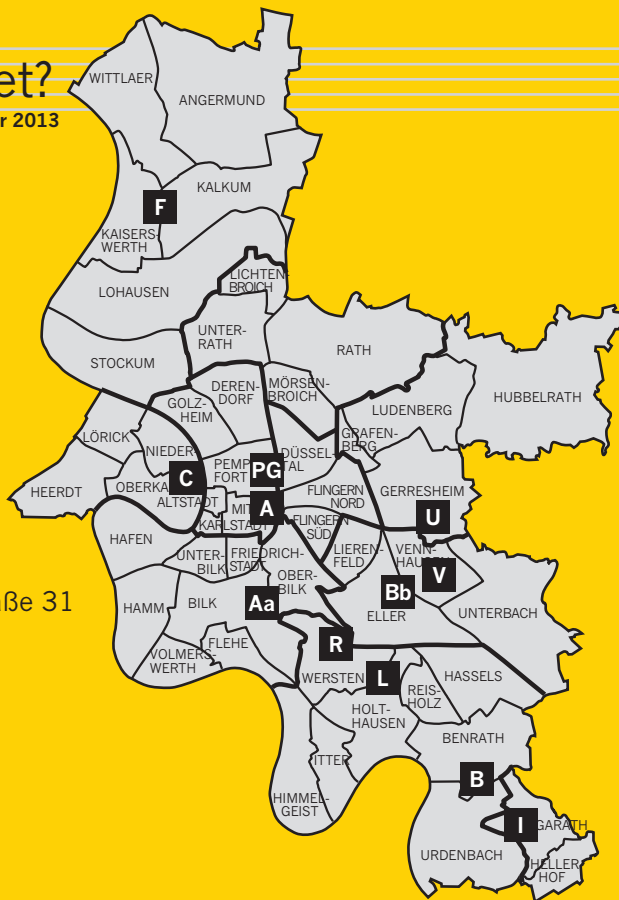 et?
r 2013
WITTLAER
ANGERMUND
KALKUM
F
KAISERS-
WERTH
LOHAUSEN
LICHTEN-
BROICH
UNTER-
RATH
STOCKUM
RATH
DEREN-
DORF
MÖRSEN-
BROICH
HUBBELRATH
GOLZ-
HEIM
LUDENBERG
LÖRICK
GRAFEN-
BERG
NIEDER-
DÜSSEL-
TAL
PEMP
FORT
PG
C
HEERDT
OBERKA
ALTSTADT
FLINGERN
NORD
GERRESHEIM
MIT
A
KARLSTADT
FLINGERN
SÜD
U
HAFEN
UNTER-
BILK
FRIEDRICH-
STADT
LIEREN-
FELD
VENN-
HAUSEN
OBER-
BILK
V
Bb
Aa
HAMM
BILK
ELLER
UNTERBACH
ße 31
FLEHE
VOLMERS-
WERTH
R
WERSTEN
L
HASSELS
REIS-
HOLZ
HOLT-
HAUSEN
BENRATH
ITTER
B
HIMMEL-
GEIST
I
GARATH
URDENBACH
HELLER-
HOF